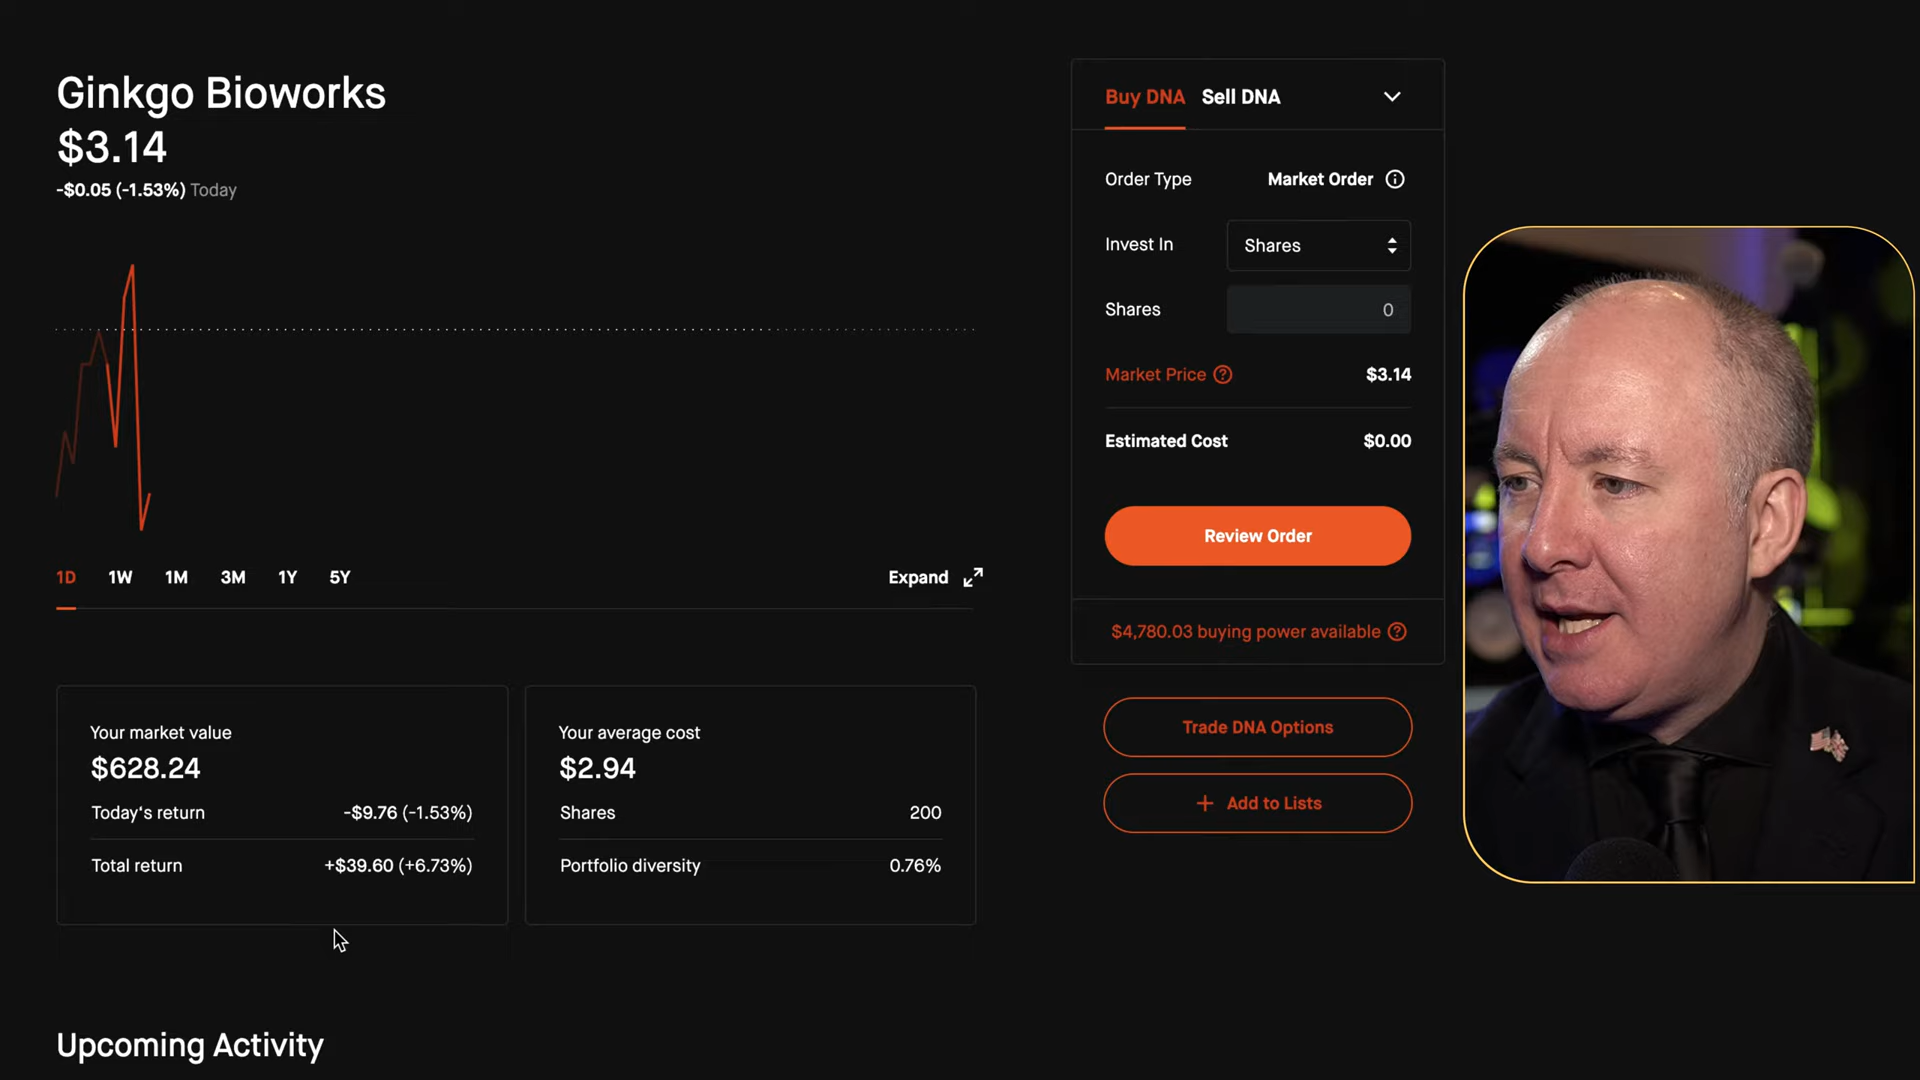 Ginkgo Bioworks
$3.14
-$0.05 (-1.53%) Today
1D 1W 1M 3M 1Y 5Y Expand
Your market value
$628.24
Today's return -$9.76 (-1.53%)
Total return +$39.60 (+6.73%)
Your average cost
$2.94
Shares 200
Portfolio diversity 0.76%
Upcoming Activity
Buy DNA Sell DNA
Order Type Market Order
Invest In Shares
Shares 0
Market Price $3.14
Estimated Cost $0.00
Review Order
$4,780.03 buying power available
Trade DNA Options
+ Add to Lists